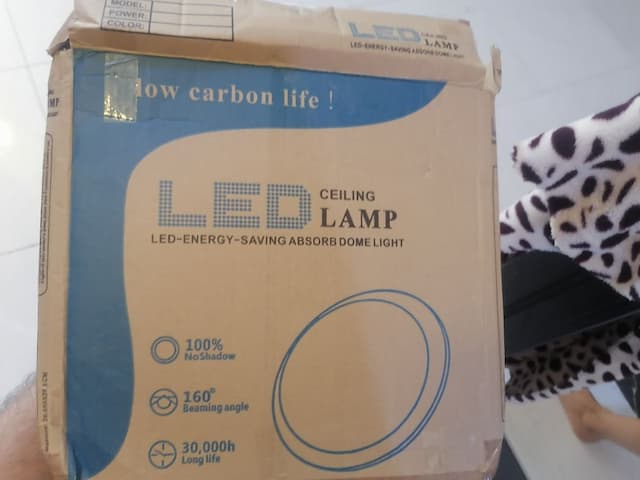 MODEL:
POWER:
COLOR:
LED
LAMP
LED-ENERGY-SAVING ABSORB DOME LIGHT
LAMP
low carbon life !
LED CEILING
LAMP
LED-ENERGY-SAVING ABSORB DOME LIGHT
100%
NoShadow
160°
Beaming angle
30,000h
Long life